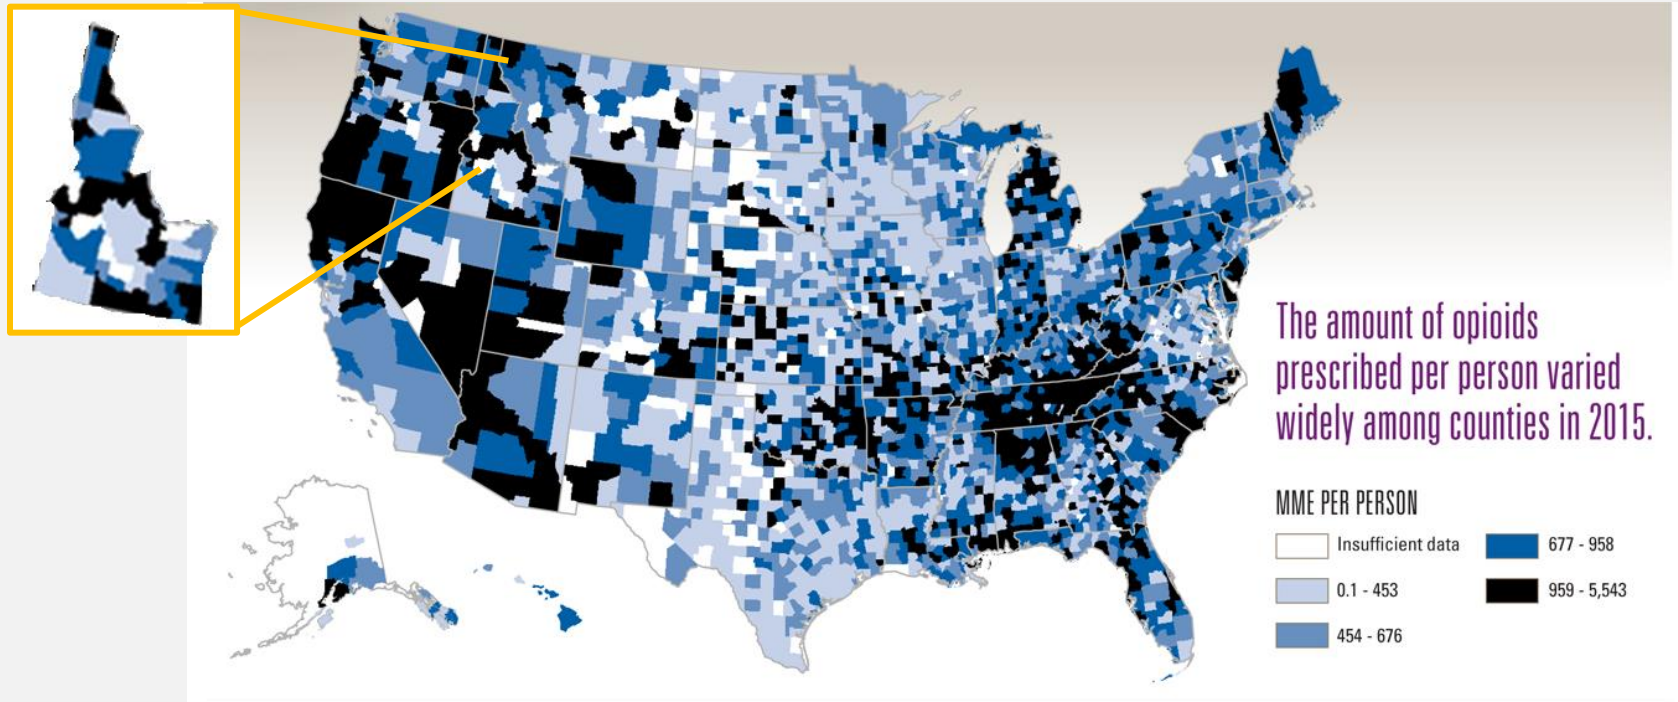 The amount of opioids
prescribed per person varied
widely among counties in 2015.
MME PER PERSON
Insufficient data
0.1 - 453
454 - 676
677 - 958
959 - 5,543